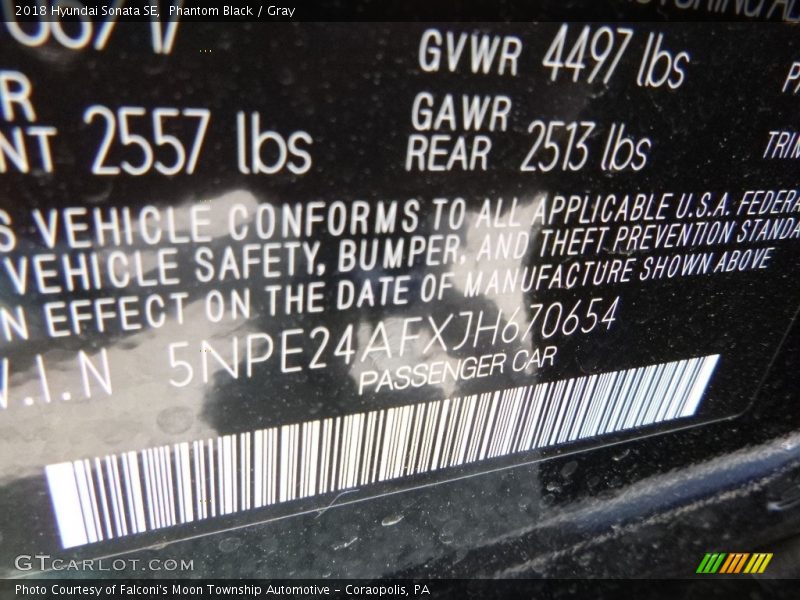 2018 Hyundai Sonata SE, Phantom Black / Gray
GVWR 4497 lbs
GAWR
REAR 2513 lbs
NT 2557 lbs
VEHICLE CONFORMS TO ALL APPLICABLE U.S.A. FEDERA
VEHICLE SAFETY, BUMPER, AND THEFT PREVENTION STANDA
N EFFECT ON THE DATE OF MANUFACTURE SHOWN ABOVE
V.I.N 5NPE24AFXJH670654
PASSENGER CAR
GTCARLOT.COM
Photo Courtesy of Falconi's Moon Township Automotive - Coraopolis, PA